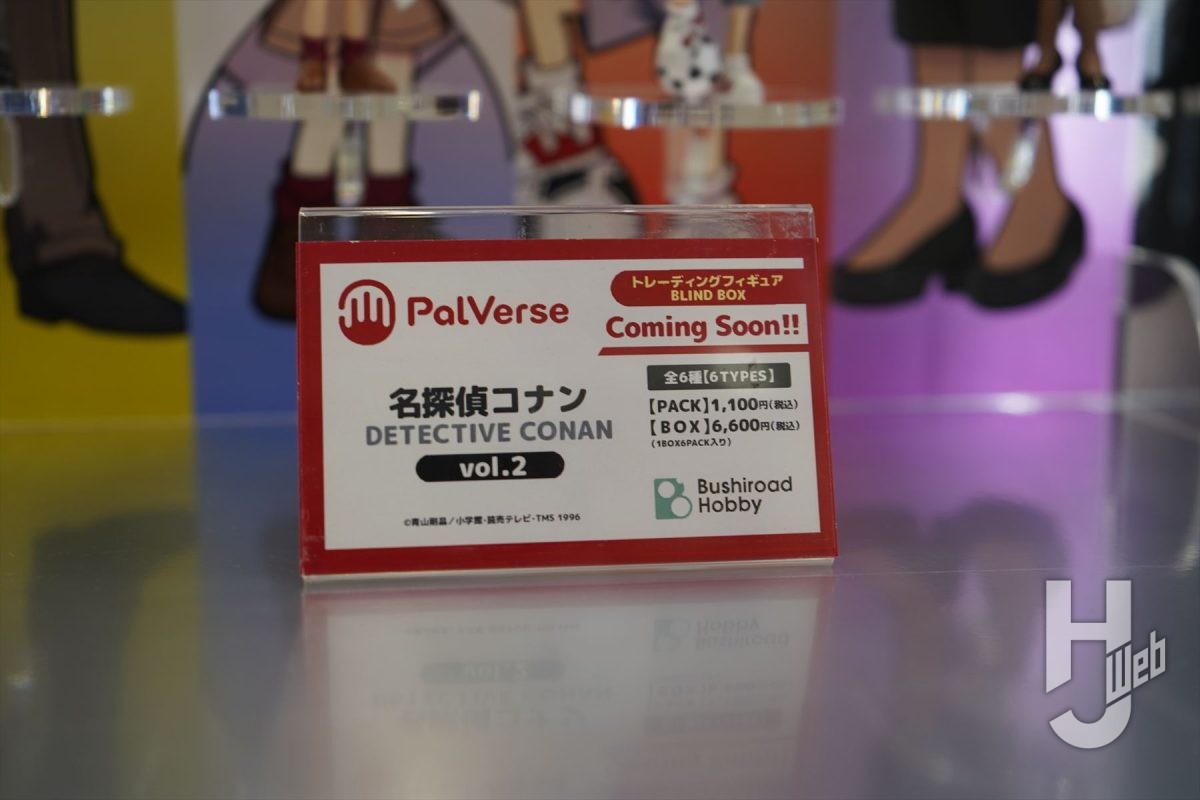 PalVerse
トレーディングフィギュア
BLIND BOX
Coming Soon!!
名探偵コナン
DETECTIVE CONAN
vol.2
全6種【6TYPES】
【PACK】1,100円(税込)
【BOX】6,600円(税込)
(1BOX6PACK入り)
Bushiroad
Hobby
©青山剛昌/小学館・読売テレビ・TMS 1996
HJ Web